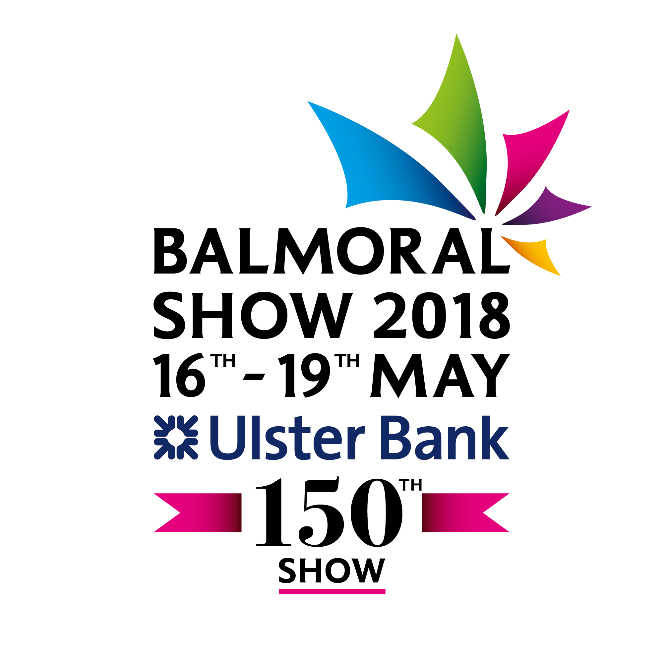 BALMORAL
SHOW 2018
16TH - 19TH MAY
Ulster Bank
150TH
SHOW